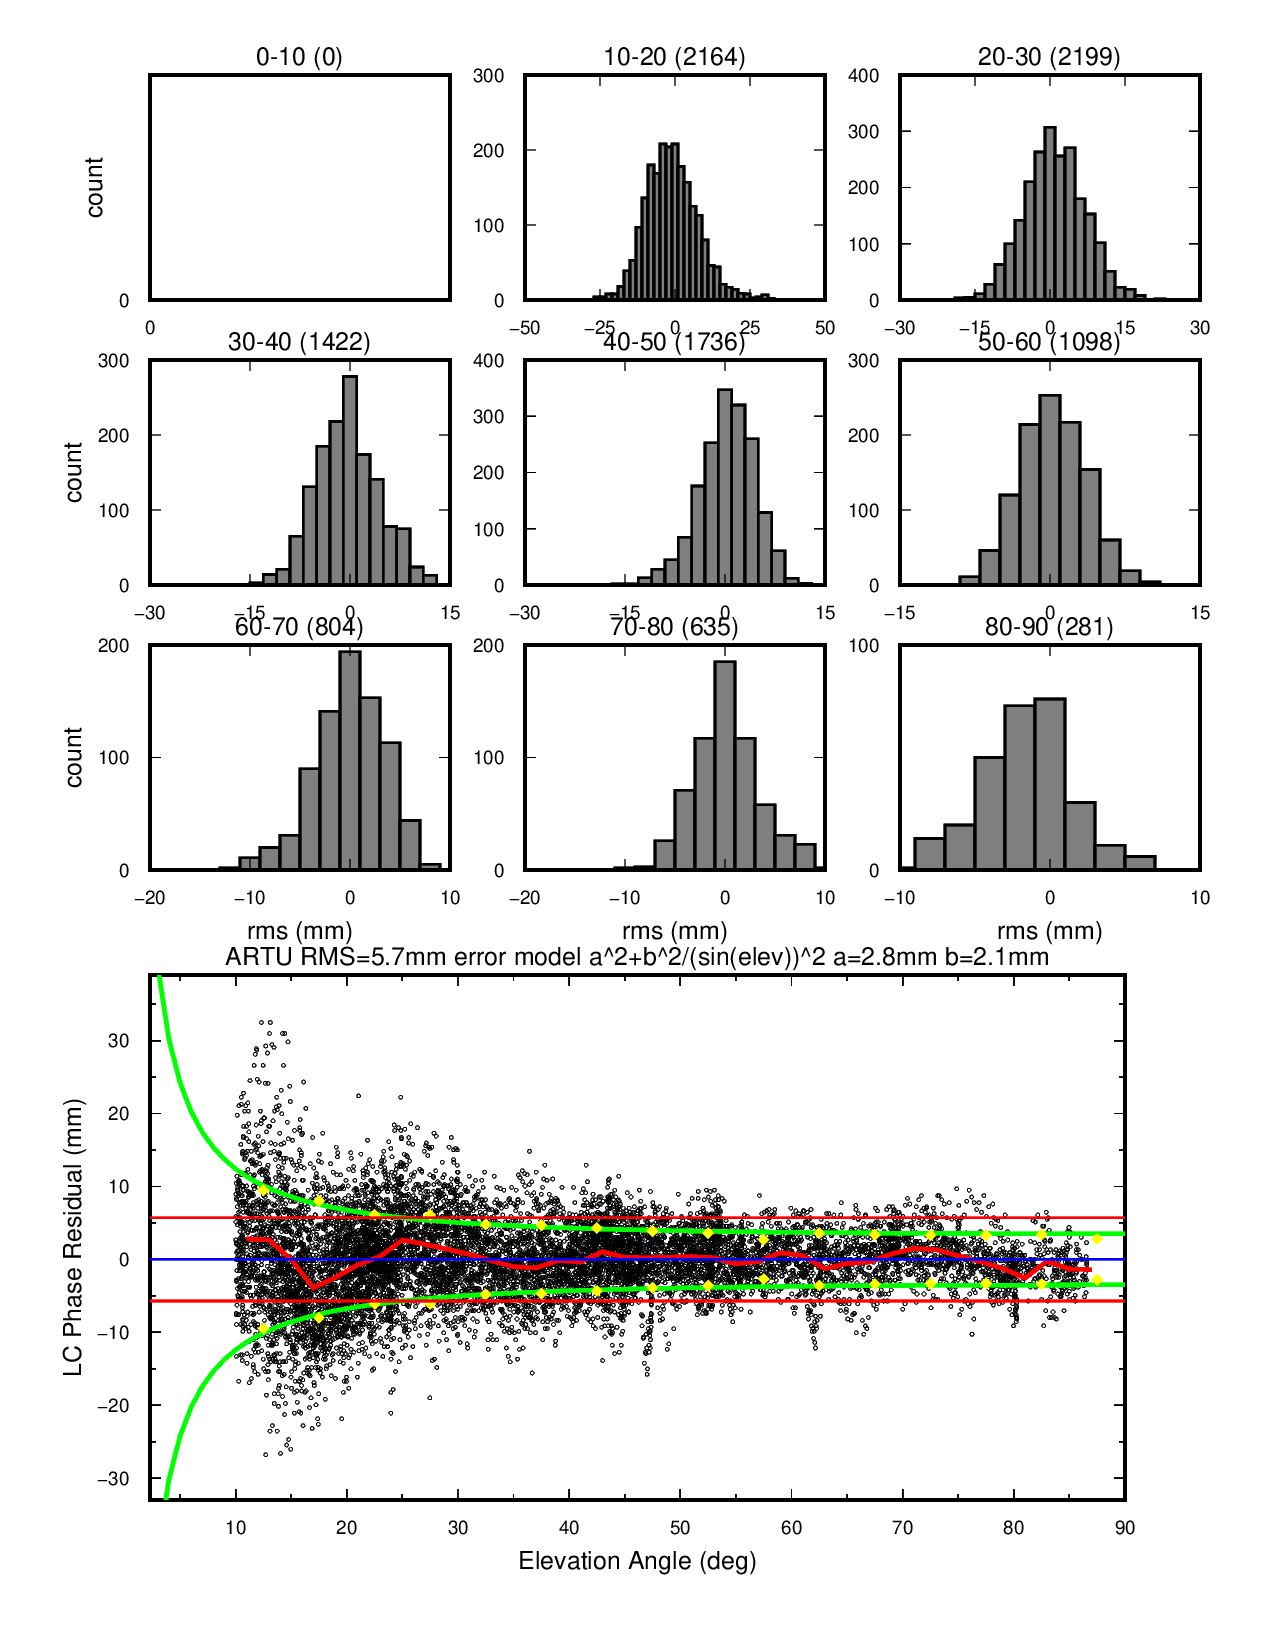 0-10 (0) 10-20 (2164) 20-30 (2199)
300 400
300
200
count 200
100
100
0 0 0
0 −50 −25 0 25 50 −30 −15 0 15 30
30-40 (1422) 40-50 (1736) 50-60 (1098)
300 400 300
300
200 200
count 200
100 100
100
0 0 0
−30 −15 0 15 −30 −15 0 15 −15 0 15
60-70 (804) 70-80 (635) 80-90 (281)
200 200 100
count 100 100
0 0 0
−20 −10 0 10 −20 −10 0 10 −10 0 10
rms (mm) rms (mm) rms (mm)
ARTU RMS=5.7mm error model a^2+b^2/(sin(elev))^2 a=2.8mm b=2.1mm
30
20
10
LC Phase Residual (mm)
0
−10
−20
−30
10 20 30 40 50 60 70 80 90
Elevation Angle (deg)